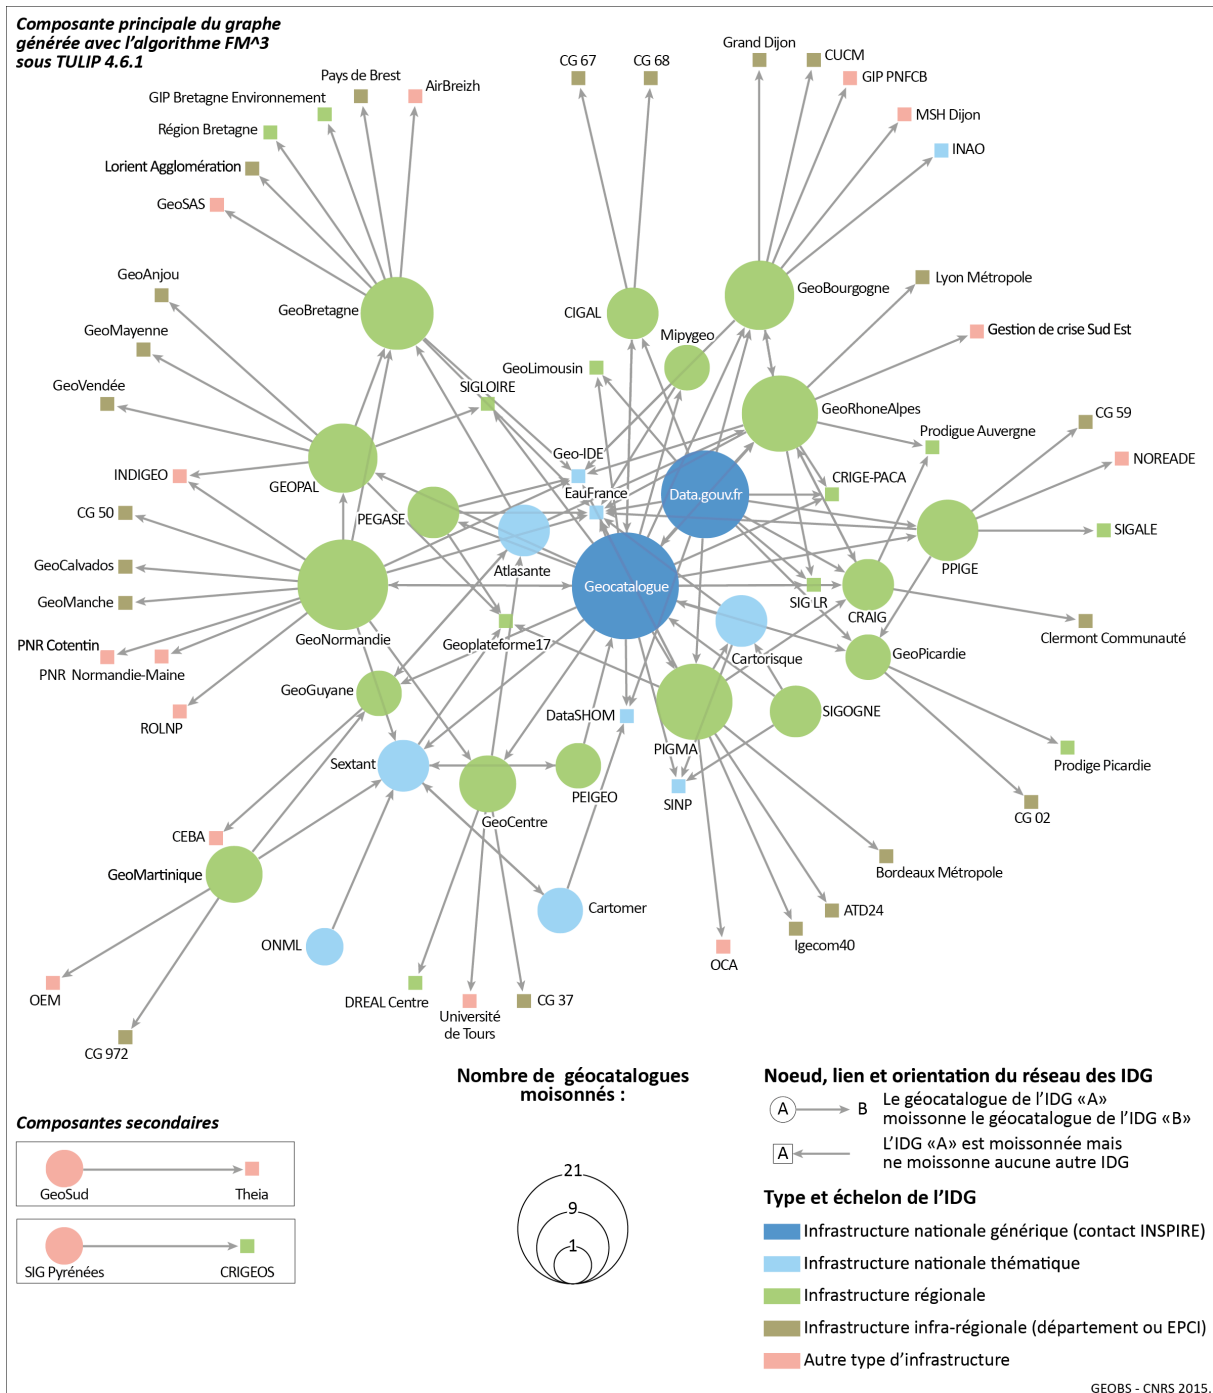 Composante principale du graphe
générée avec l'algorithme FM^3
sous TULIP 4.6.1
Grand Dijon
CUCM
CG 67
CG 68
GIP PNFCB
Pays de Brest
AirBreizh
GIP Bretagne Environnement
MSH Dijon
Région Bretagne
INAO
Lorient Agglomération
GeoSAS
GeoAnjou
Lyon Métropole
GeoBourgogne
GeoBretagne
CIGAL
GeoMayenne
Mipygeo
Gestion de crise Sud Est
GeoLimousin
GeoVendée
SIGLOIRE
GeoRhoneAlpes
CG 59
Prodigue Auvergne
Geo-IDE
NOREADE
INDIGEO
GEOPAL
CRIGE-PACA
EauFrance
Data.gouv.fr
CG 50
PEGASE
SIGALE
GeoCalvados
Atlasante
PPIGE
Geocatalogue
GeoManche
SIG LR
CRAIG
GeoNormandie
Clermont Communauté
PNR Cotentin
Geoplateforme17
Cartorisque
GeoPicardie
PNR Normandie-Maine
GeoGuyane
SIGOGNE
DataSHOM
ROLNP
PIGMA
Sextant
Prodige Picardie
PEIGEO
SINP
CG 02
GeoCentre
CEBA
GeoMartinique
Bordeaux Métropole
Cartomer
ATD24
ONML
Igecom40
OCA
OEM
DREAL Centre
CG 37
Université
de Tours
CG 972
Nombre de géocatalogues
moisonnés :
21
9
1
Composantes secondaires
GeoSud
Theia
SIG Pyrénées
CRIGEOS
Noeud, lien et orientation du réseau des IDG
A
B
Le géocatalogue de l'IDG «A»
moissonne le géocatalogue de l'IDG «B»
A
L'IDG «A» est moissonnée mais
ne moissonne aucune autre IDG
Type et échelon de l'IDG
Infrastructure nationale générique (contact INSPIRE)
Infrastructure nationale thématique
Infrastructure régionale
Infrastructure infra-régionale (département ou EPCI)
Autre type d'infrastructure
GEOBS - CNRS 2015.